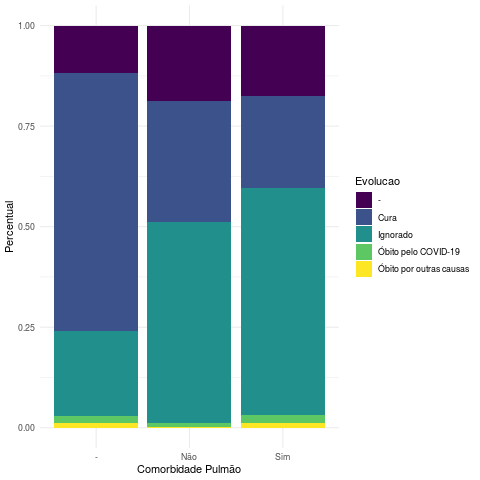 1.00
0.75
0.50
0.25
0.00
Percentual
-
Não
Sim
Comorbidade Pulmão
Evolucao
-
Cura
Ignorado
Óbito pelo COVID-19
Óbito por outras causas